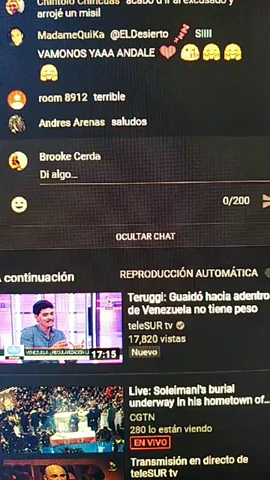 Chintolo Chincuas acabo d ir al excusado y
arrojé un misil
MadameQuiKa @ELDesierto SIIII
VAMONOS YAAA ANDALE
room 8912 terrible
Andres Arenas saludos
Brooke Cerda
Di algo...
0/200
OCULTAR CHAT
continuación
REPRODUCCIÓN AUTOMÁTICA
Teruggi: Guaidó hacia adentro
de Venezuela no tiene peso
teleSUR tv
17,820 vistas
Nuevo
VENEZUELA
17:15
Live: Soleimani's burial
underway in his hometown of...
CGTN
280 lo están viendo
EN VIVO
Transmisión en directo de
teleSUR tv